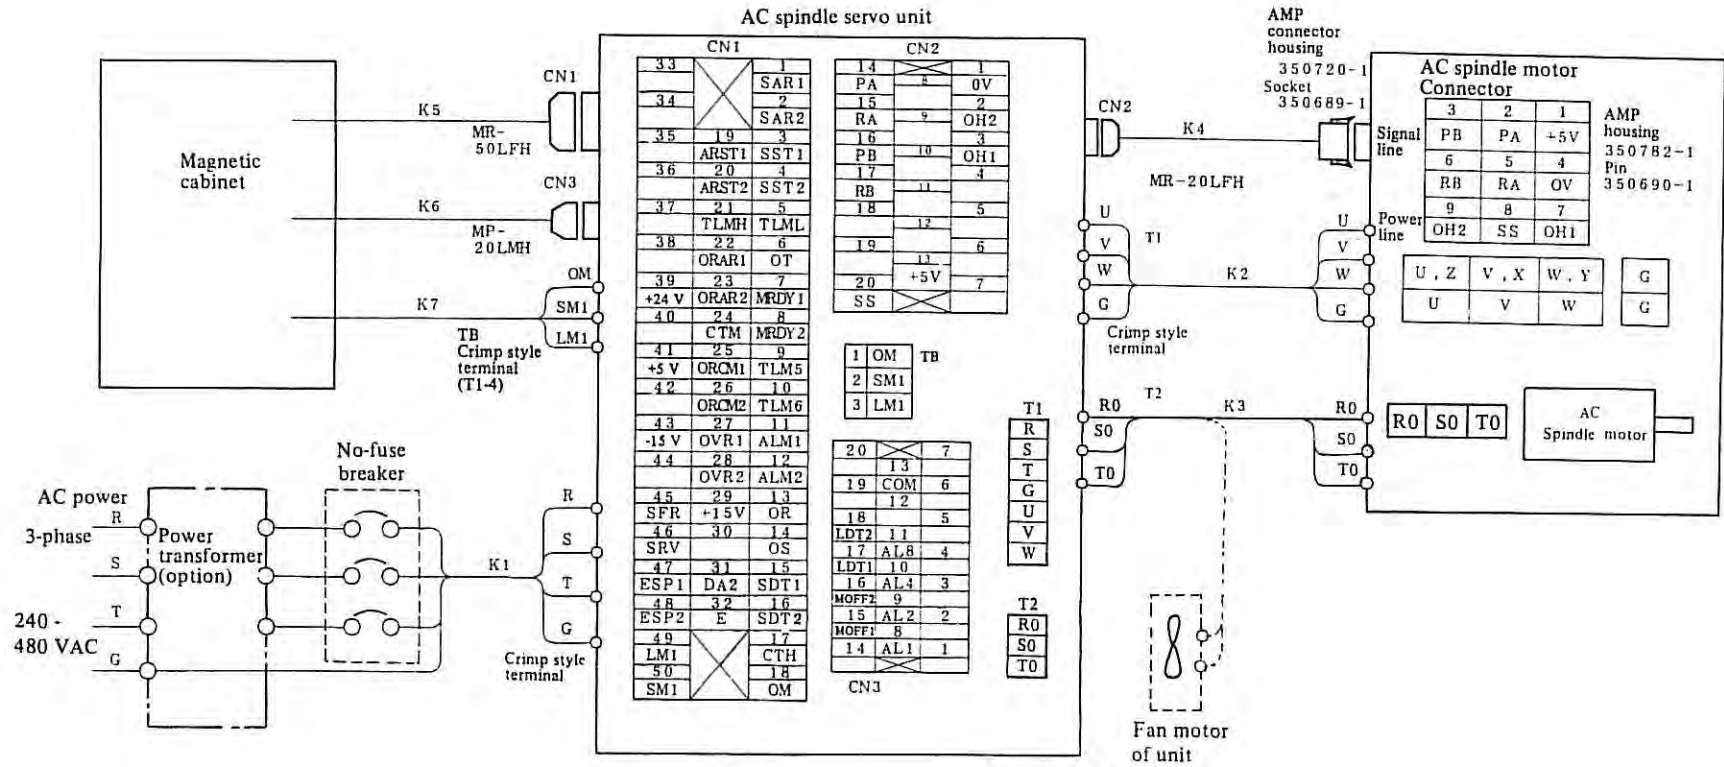 AC spindle servo unit
Magnetic
cabinet
K5
MR-
50LFH
CN1
K6
MP-
20LMH
CN3
K7
TB
Crimp style
terminal
(T1-4)
OM
SM1
LM1
AC power
3-phase
R
S
T
G
240 -
480 VAC
Power
transformer
(option)
No-fuse
breaker
K1
R
S
T
G
Crimp style
terminal
CN1
33 1
SAR1
34 2
SAR2
35 19 3
ARST1 SST1
36 20 4
ARST2 SST2
37 21 5
TLMH TLML
38 22 6
ORAR1 OT
39 23 7
+24 V ORAR2 MRDY1
40 24 8
CTM MRDY2
41 25 9
+5 V ORCM1 TLM5
42 26 10
ORCM2 TLM6
43 27 11
-15 V OVR1 ALM1
44 28 12
OVR2 ALM2
45 29 13
SFR +15V OR
46 30 14
SRV OS
47 31 15
ESP1 DA2 SDT1
48 32 16
ESP2 E SDT2
49 17
LM1 CTH
50 18
SM1 OM
CN2
14 1
PA 8 0V
15 2
RA 9 OH2
16 3
PB 10 OH1
17 4
RB 11
18 5
12
19 6
13
+5V
20 7
SS
1 OM TB
2 SM1
3 LM1
20 7
13
19 COM 6
12
18 5
LDT2 11
17 AL8 4
LDT1 10
16 AL4 3
MOFF2 9
15 AL2 2
MOFF1 8
14 AL1 1
CN3
T1
R
S
T
G
U
V
W
T2
R0
S0
T0
CN2
K4
MR-20LFH
AMP
connector
housing
350720-1
Socket
350689-1
U
V
W
G
T1
Crimp style
terminal
K2
U
V
W
G
R0
S0
T0
T2
K3
R0
S0
T0
Fan motor
of unit
AC spindle motor
Connector
Signal
line
3 2 1
PB PA +5V
6 5 4
RB RA OV
9 8 7
OH2 SS OH1
AMP
housing
350782-1
Pin
350690-1
Power
line
U , Z V , X W , Y G
U V W G
R0 S0 T0
AC
Spindle motor